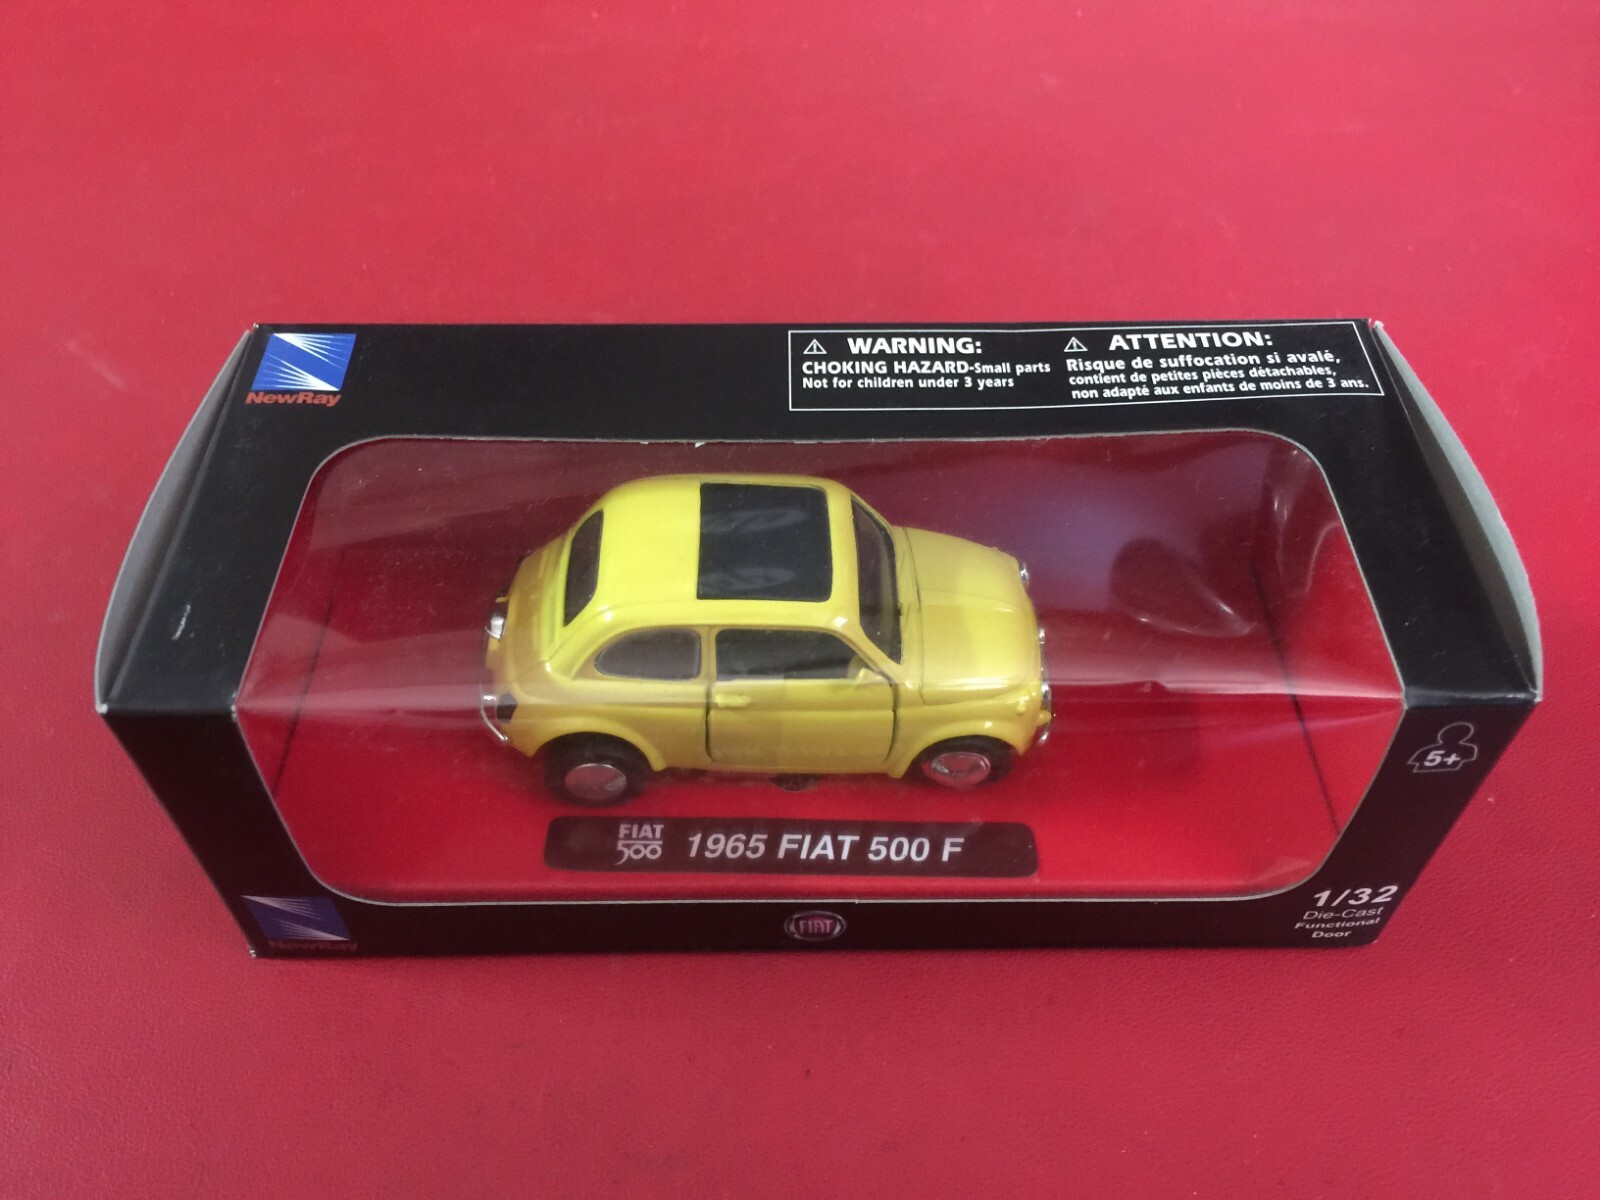 NewRay
WARNING:
CHOKING HAZARD-Small parts
Not for children under 3 years
ATTENTION:
Risque de suffocation si avalé,
contient de petites pièces détachables,
non adapté aux enfants de moins de 3 ans.
5+
FIAT
500
1965 FIAT 500 F
1/32
Die-Cast
Functional
Door
NewRay
FIAT